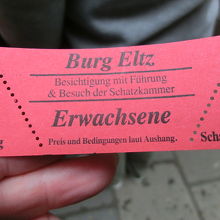 Burg Eltz
Besichtigung mit Führung
& Besuch der Schatzkammer
Erwachsene
Preis und Bedingungen laut Aushang.